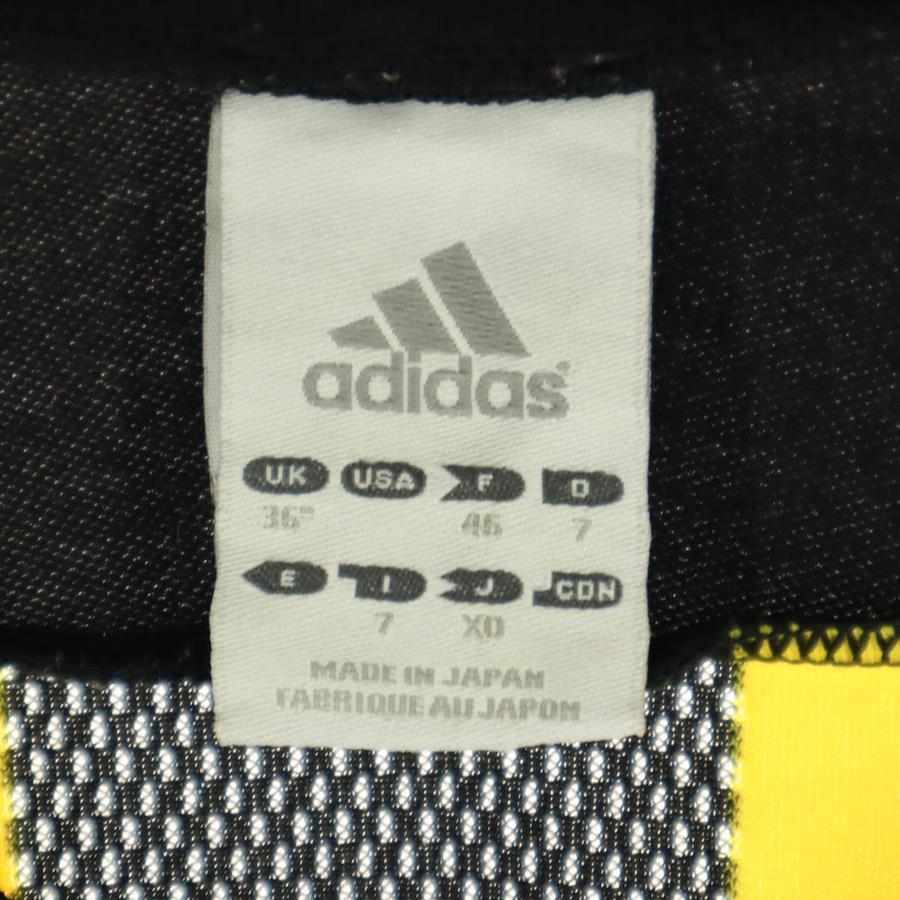 adidas
UK USA F D
36" 46 7
E I J CDN
7 XO
MADE IN JAPAN
FABRIQUE AU JAPON